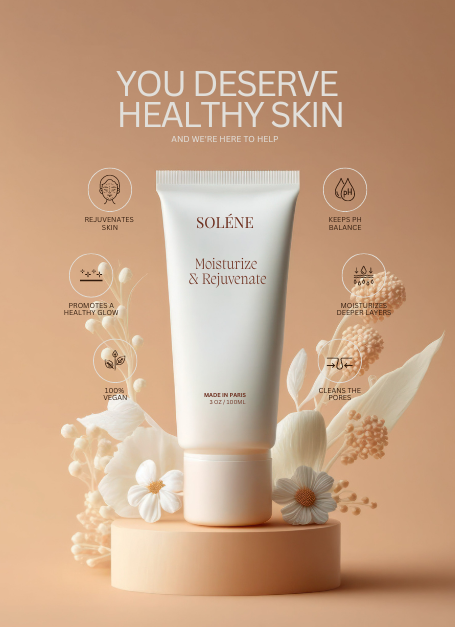 YOU DESERVE
HEALTHY SKIN
AND WE'RE HERE TO HELP
REJUVENATES
SKIN
KEEPS PH
BALANCE
pH
SOLÉNE
Moisturize
& Rejuvenate
PROMOTES A
HEALTHY GLOW
MOISTURIZES
DEEPER LAYERS
100%
VEGAN
CLEANS THE
PORES
MADE IN PARIS
3 OZ / 100ML